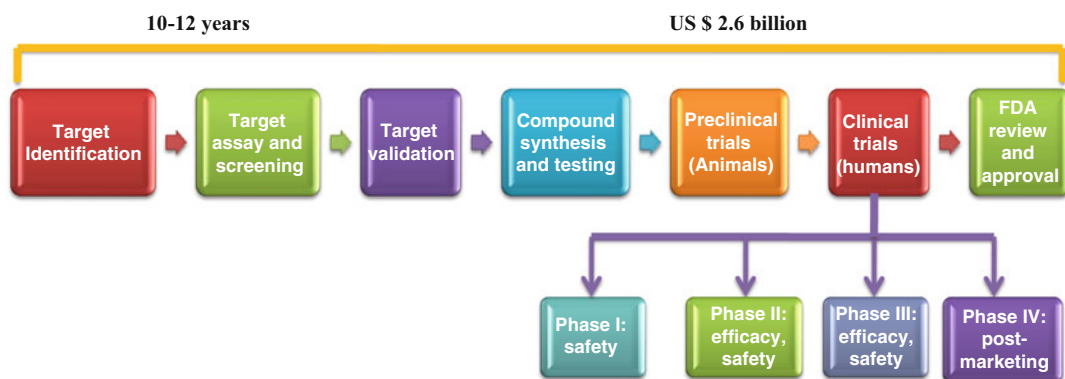 10-12 years
US $ 2.6 billion
Target
Identification
Target
assay and
screening
Target
validation
Compound
synthesis
and testing
Preclinical
trials
(Animals)
Clinical
trials
(humans)
FDA
review
and
approval
Phase I:
safety
Phase II:
efficacy,
safety
Phase III:
efficacy,
safety
Phase IV:
post-
marketing